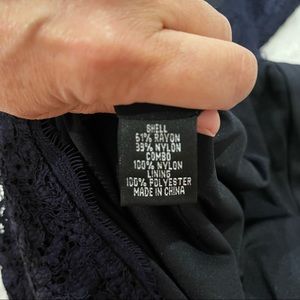 SHELL
61% RAYON
39% NYLON
COMBO
100% NYLON
LINING
100% POLYESTER
MADE IN CHINA